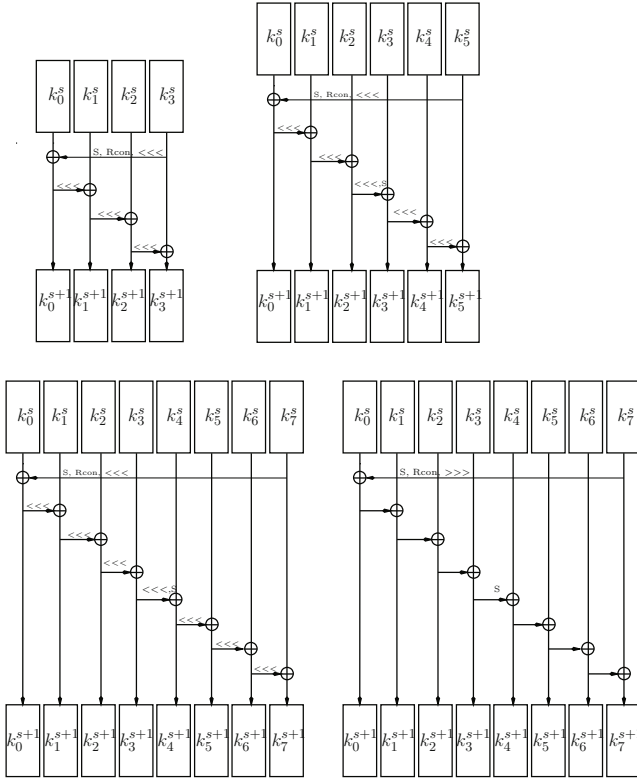 k_0^s k_1^s k_2^s k_3^s
S, Rcon, <<<
<<<
<<<
<<<
k_0^{s+1} k_1^{s+1} k_2^{s+1} k_3^{s+1}
k_0^s k_1^s k_2^s k_3^s k_4^s k_5^s
S, Rcon, <<<
<<<
<<<
<<<,S
<<<
<<<
k_0^{s+1} k_1^{s+1} k_2^{s+1} k_3^{s+1} k_4^{s+1} k_5^{s+1}
k_0^s k_1^s k_2^s k_3^s k_4^s k_5^s k_6^s k_7^s
S, Rcon, <<<
<<<
<<<
<<<
<<<,S
<<<
<<<
<<<
k_0^{s+1} k_1^{s+1} k_2^{s+1} k_3^{s+1} k_4^{s+1} k_5^{s+1} k_6^{s+1} k_7^{s+1}
k_0^s k_1^s k_2^s k_3^s k_4^s k_5^s k_6^s k_7^s
S, Rcon, >>>
S
k_0^{s+1} k_1^{s+1} k_2^{s+1} k_3^{s+1} k_4^{s+1} k_5^{s+1} k_6^{s+1} k_7^{s+1}